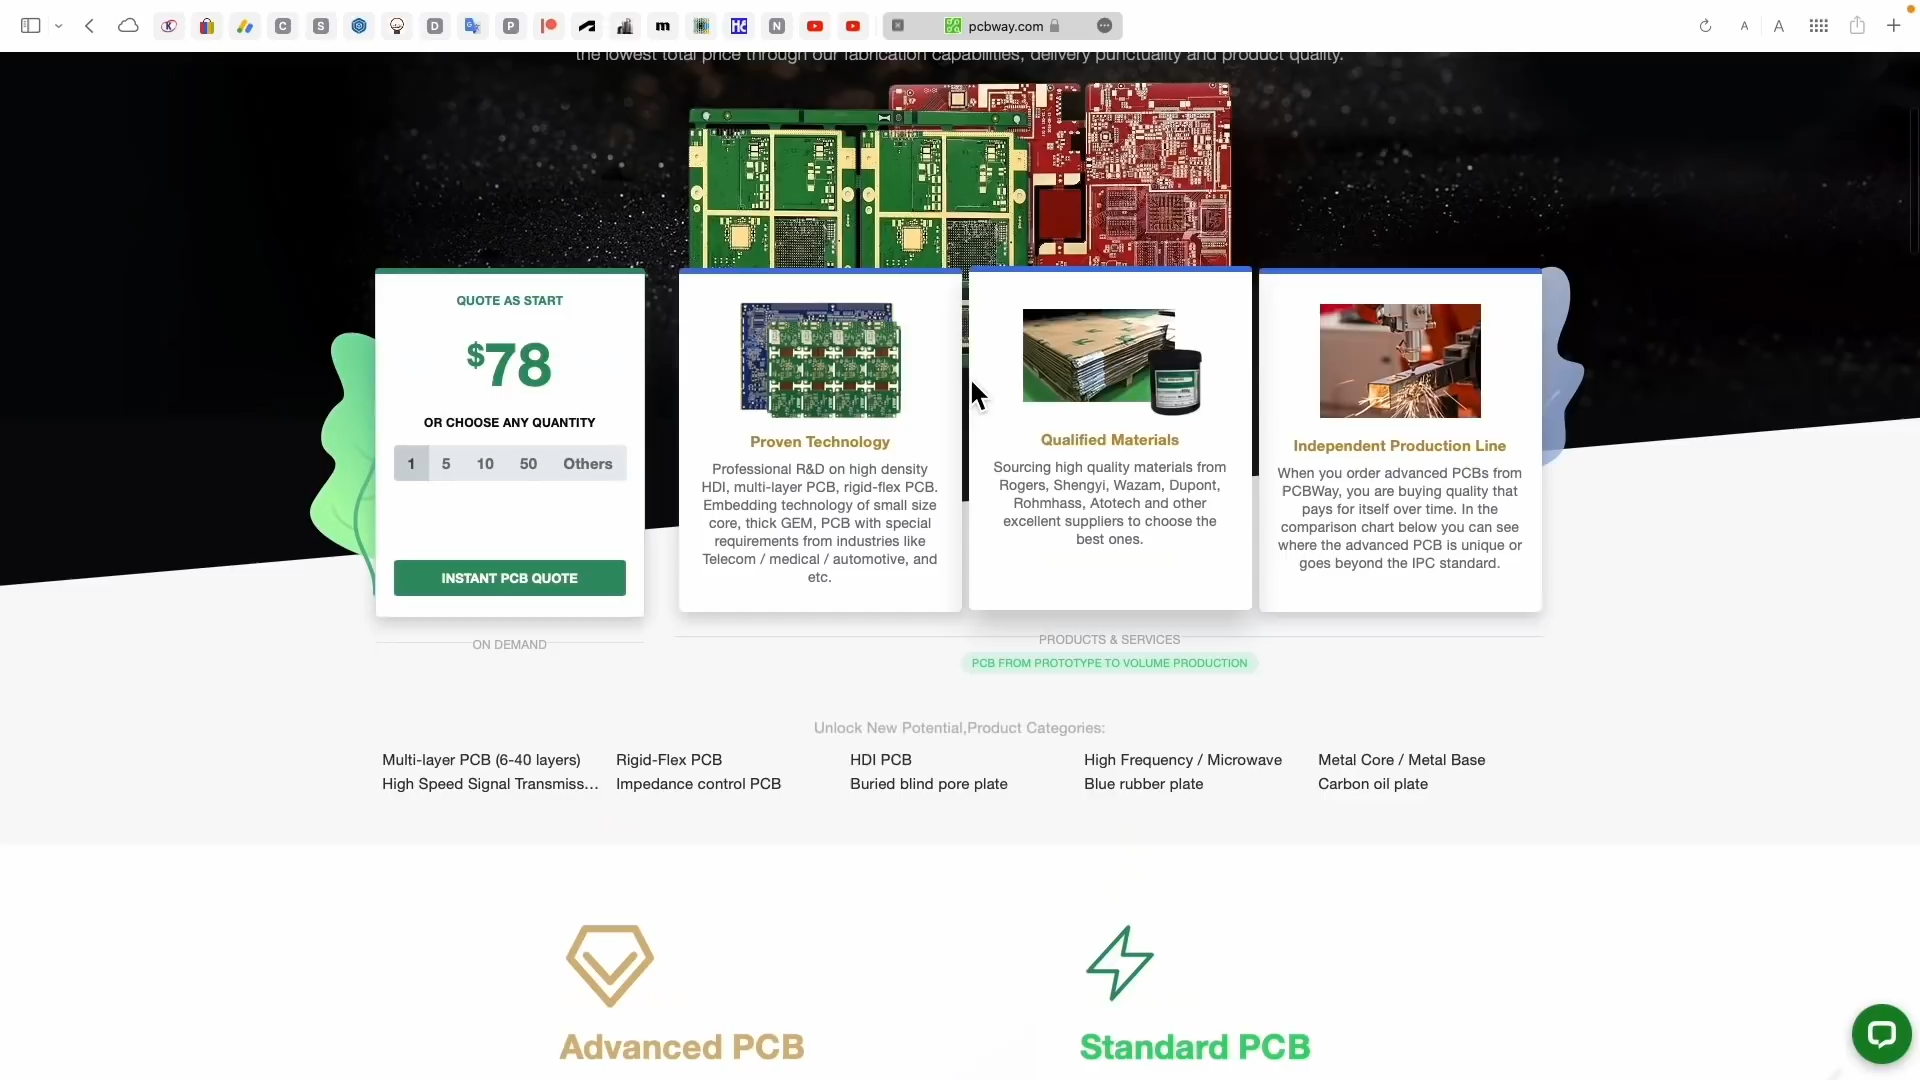 pcbway.com
the lowest total price through our fabrication capabilities, delivery punctuality and product quality.
QUOTE AS START
$78
OR CHOOSE ANY QUANTITY
1 5 10 50 Others
INSTANT PCB QUOTE
ON DEMAND
Proven Technology
Professional R&D on high density
HDI, multi-layer PCB, rigid-flex PCB.
Embedding technology of small size
core, thick GEM, PCB with special
requirements from industries like
Telecom / medical / automotive, and
etc.
Qualified Materials
Sourcing high quality materials from
Rogers, Shengyi, Wazam, Dupont,
Rohmhass, Atotech and other
excellent suppliers to choose the
best ones.
Independent Production Line
When you order advanced PCBs from
PCBWay, you are buying quality that
pays for itself over time. In the
comparison chart below you can see
where the advanced PCB is unique or
goes beyond the IPC standard.
PRODUCTS & SERVICES
PCB FROM PROTOTYPE TO VOLUME PRODUCTION
Unlock New Potential,Product Categories:
Multi-layer PCB (6-40 layers) Rigid-Flex PCB HDI PCB High Frequency / Microwave Metal Core / Metal Base
High Speed Signal Transmiss... Impedance control PCB Buried blind pore plate Blue rubber plate Carbon oil plate
Advanced PCB
Standard PCB